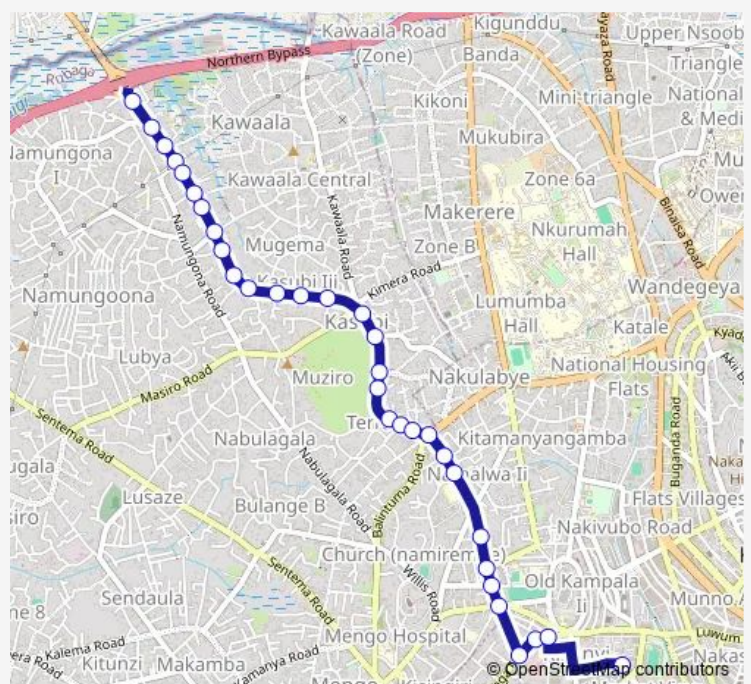 Kawaala Road
(Zone)
Kigunddu
Upper Nsoob
Northern Bypass
Rubaga
Banda
Triangle
Kikoni
Mini-triangle
National
& Medi
Kawaala
Mukubira
Namungona
I
Kawaala Central
Zone 6a
Makerere
Nkurumah
Hall
Binaisa Road
Kawaala Road
Mugema
Zone B
Namungona Road
Kasubi Iii
Kimera Road
Wandegeya
Namungoona
Lumumba
Hall
Kasubi
Katale
Lubya
Muziro
Nakulabye
National Housing
Flats
Masiro Road
Sentema Road
Nabulagala
Kitamanyangamba
Buganda Road
Nabulagala Road
Balintuma Road
Lusaze
Bulange B
Flats Villages
Nakivubo Road
Church (namirembe)
Sentema Road
Willis Road
Old Kampala
Ii
Sendaula
Mengo Hospital
Kalema Road
Kitunzi
Makamba
© OpenStreetMap contributors